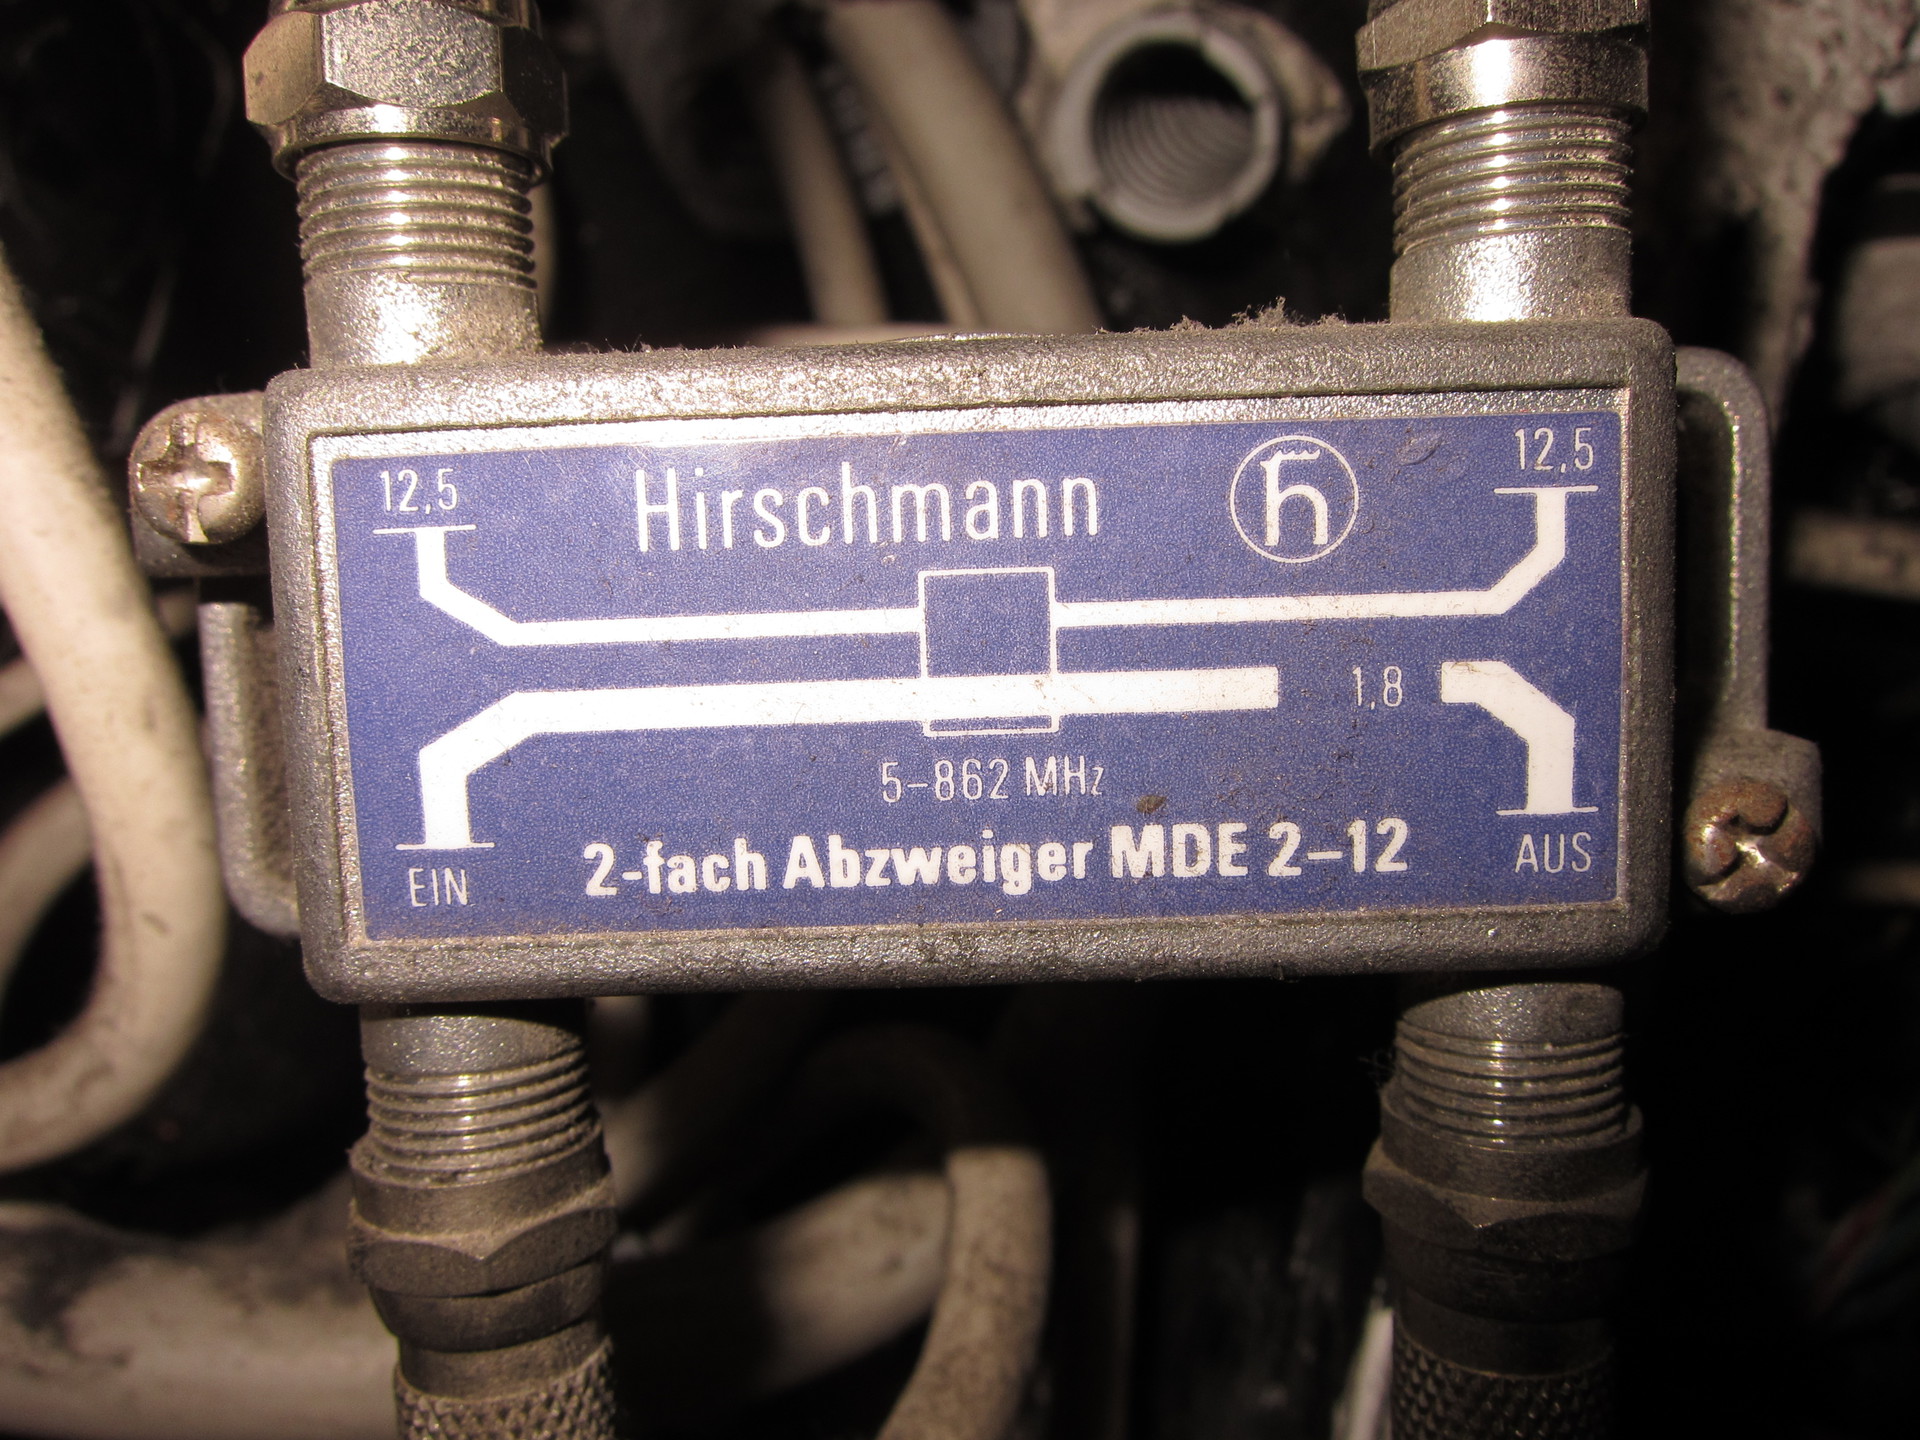 12,5
Hirschmann
h
12,5
1,8
5-862 MHz
2-fach Abzweiger MDE 2-12
EIN
AUS